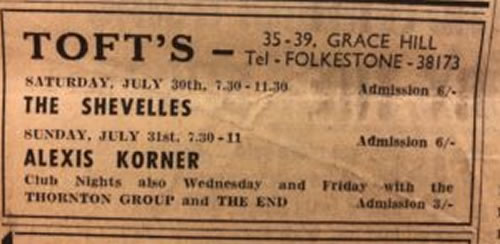 TOFT'S — 35-39, GRACE HILL
Tel - FOLKESTONE - 38173
SATURDAY, JULY 30th, 7.30-11.30 Admission 6/-
THE SHEVELLES
SUNDAY, JULY 31st, 7.30-11 Admission 6/-
ALEXIS KORNER
Club Nights also Wednesday and Friday with the
THORNTON GROUP and THE END Admission 3/-